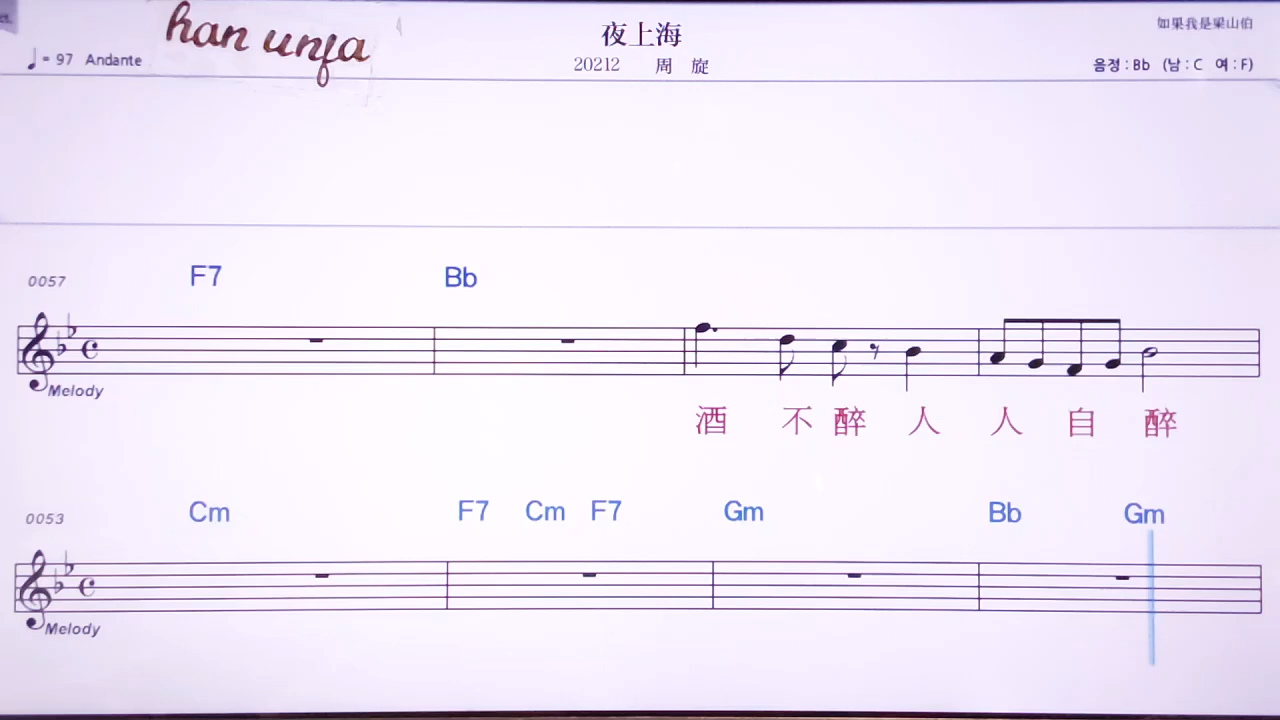 han unfa
夜上海
如果我是梁山伯
♩= 97 Andante
20212 周 旋
음정 : Bb (남 : C 여 : F)
0057 F7 Bb
Melody
酒 不 醉 人 人 自 醉
0053 Cm F7 Cm F7 Gm Bb Gm
Melody